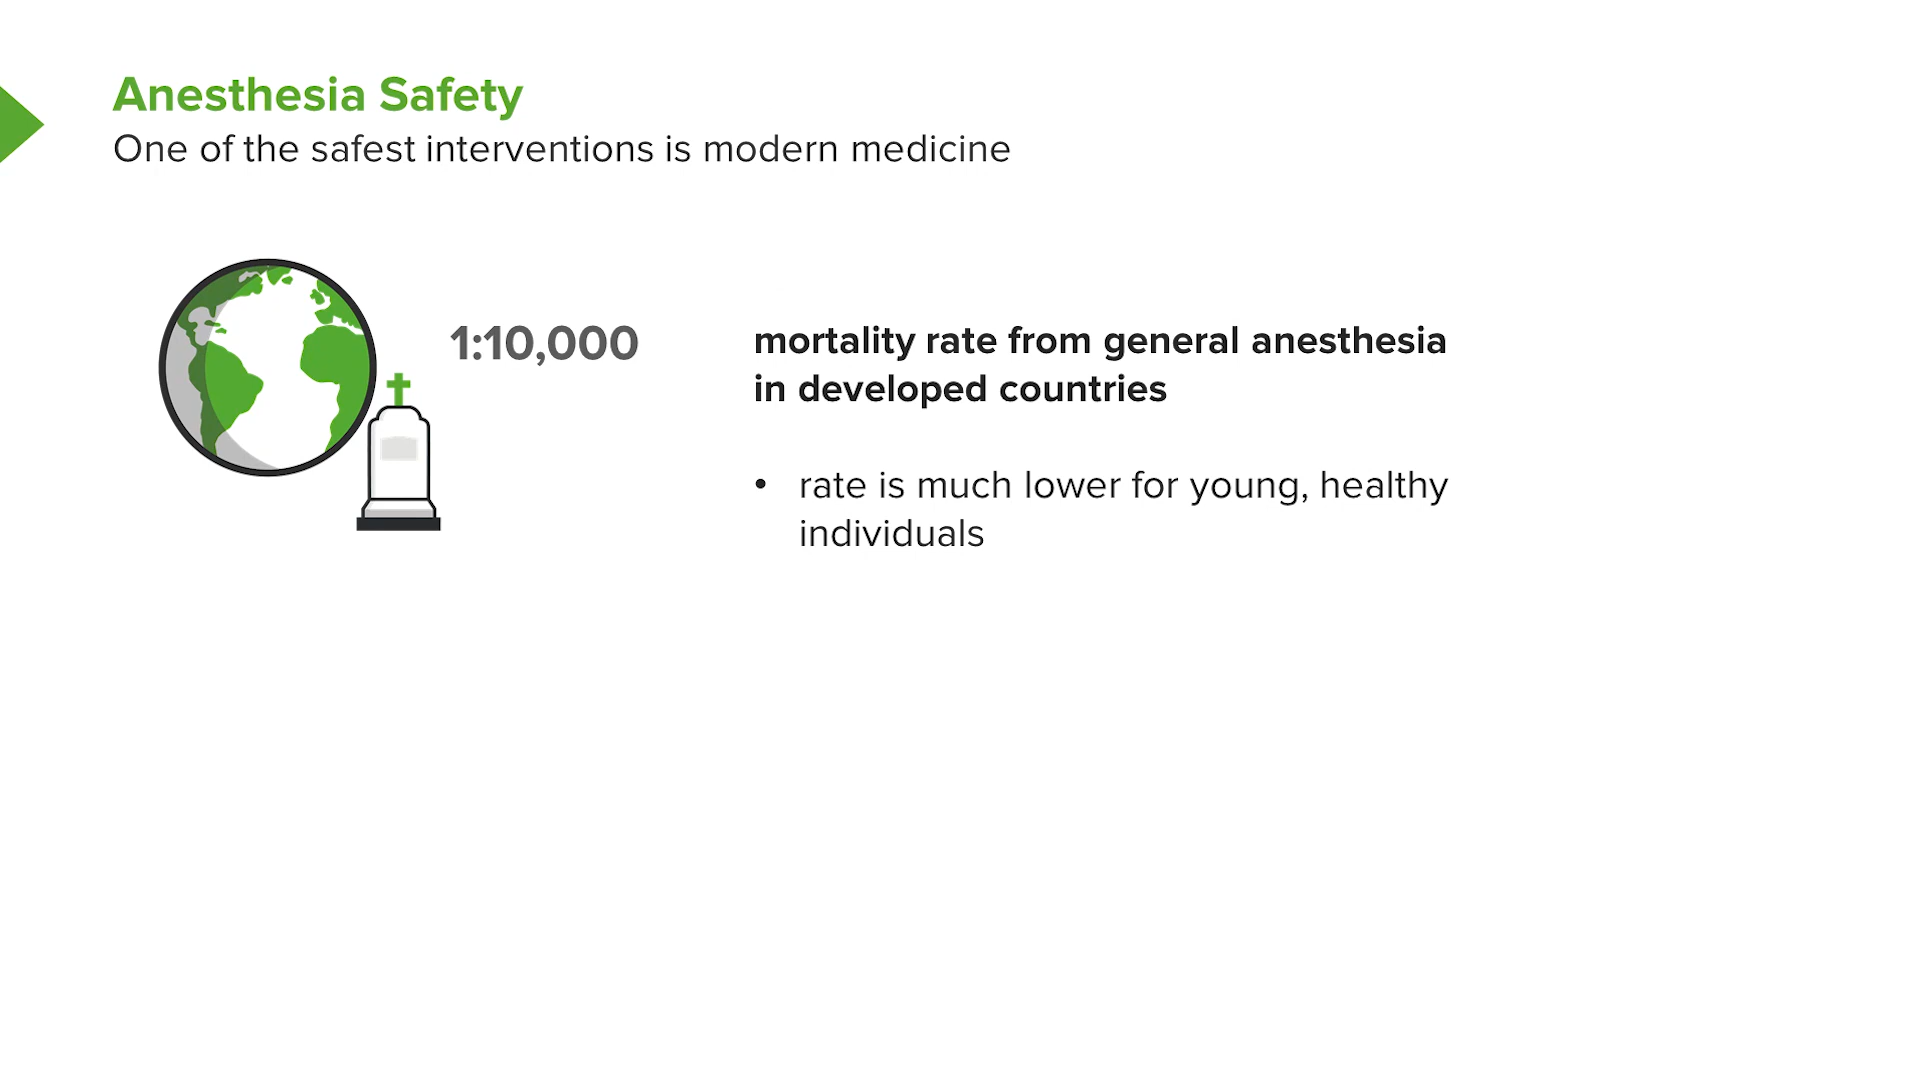 Anesthesia Safety
One of the safest interventions is modern medicine
1:10,000
mortality rate from general anesthesia
in developed countries
• rate is much lower for young, healthy
individuals